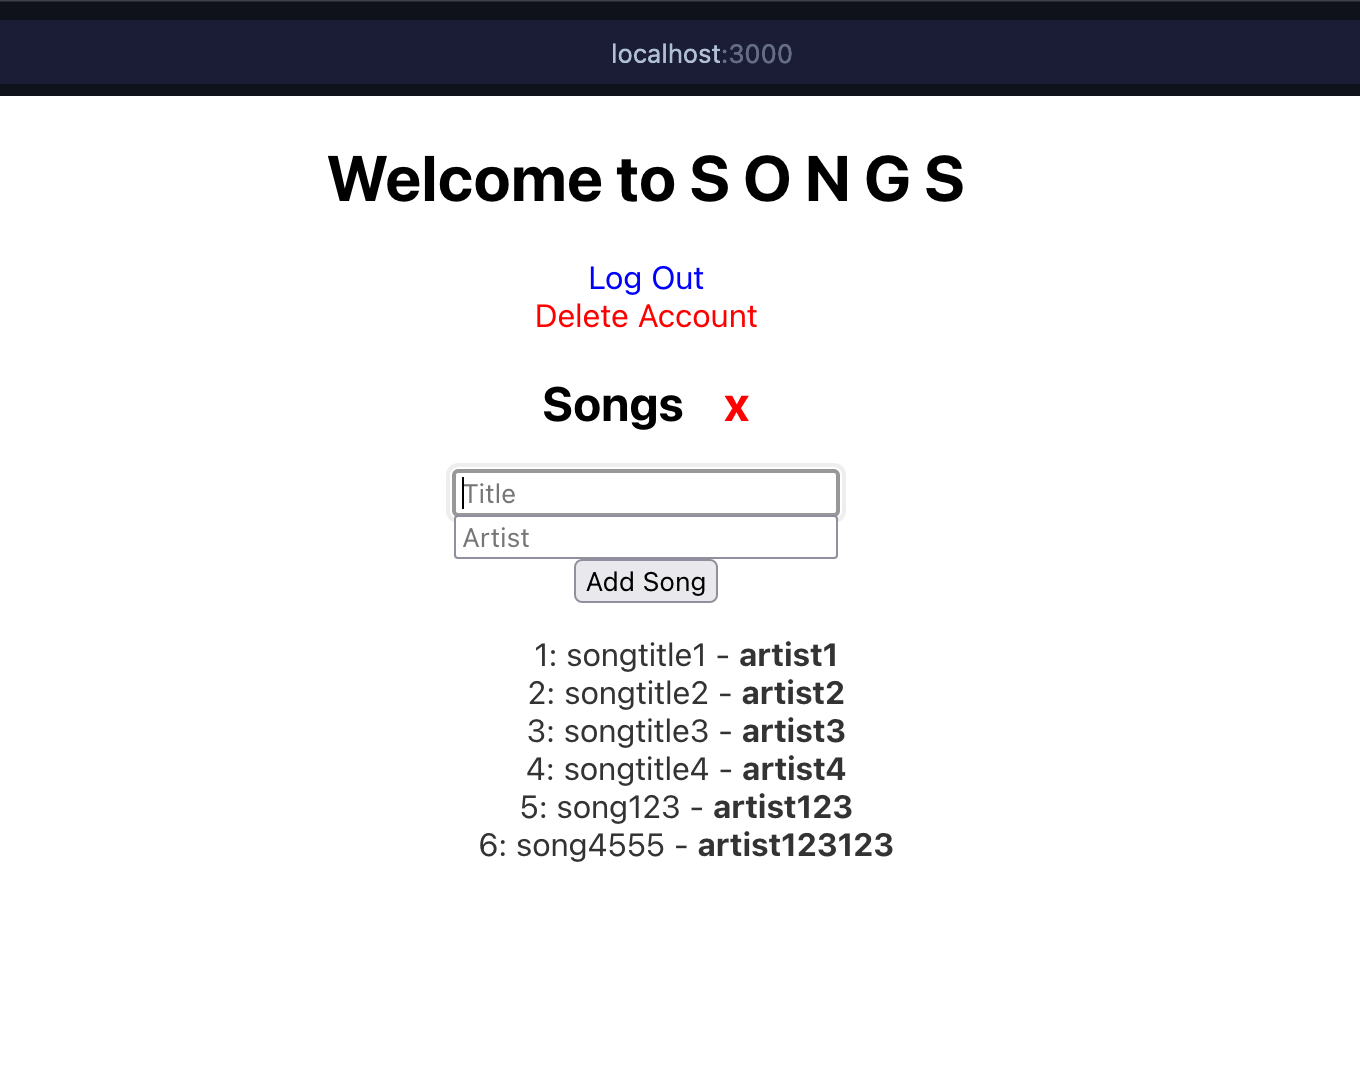 localhost:3000
Welcome to S O N G S
Log Out
Delete Account
Songs x
Title
Artist
Add Song
1: songtitle1 - artist1
2: songtitle2 - artist2
3: songtitle3 - artist3
4: songtitle4 - artist4
5: song123 - artist123
6: song4555 - artist123123